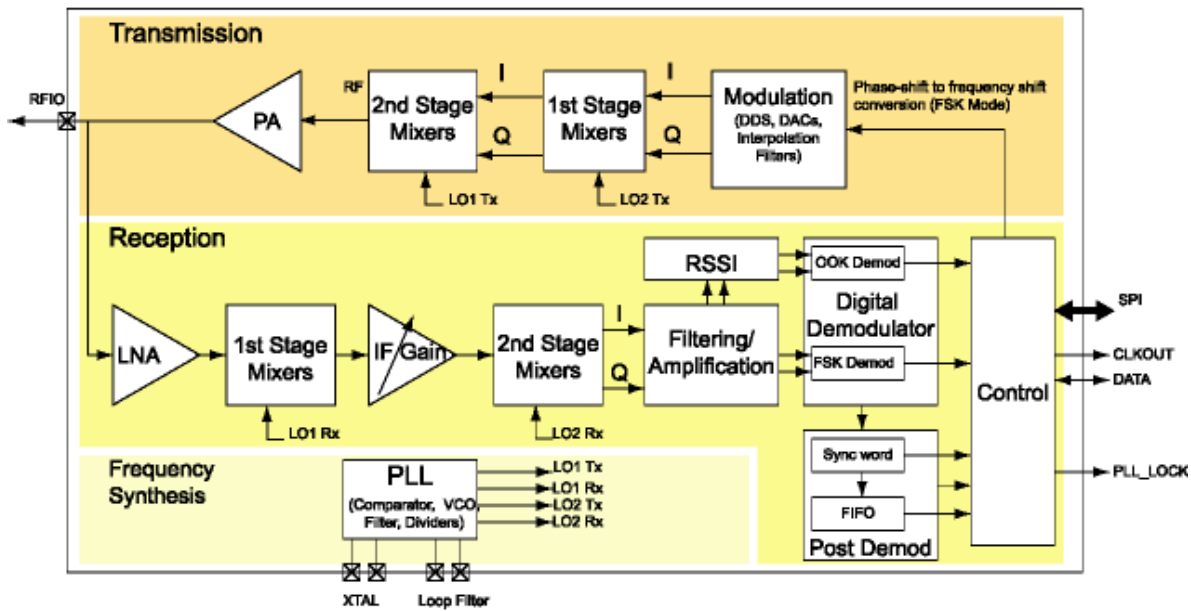 Transmission
RFIO
PA
RF
2nd Stage
Mixers
I
Q
1st Stage
Mixers
I
Q
Modulation
(DDS, DACs,
Interpolation
Filters)
Phase-shift to frequency shift
conversion (FSK Mode)
LO1 Tx
LO2 Tx
Reception
LNA
1st Stage
Mixers
LO1 Rx
IF Gain
2nd Stage
Mixers
LO2 Rx
I
Q
RSSI
Filtering/
Amplification
OOK Demod
Digital
Demodulator
FSK Demod
Sync word
FIFO
Post Demod
Control
SPI
CLKOUT
DATA
PLL_LOCK
Frequency
Synthesis
PLL
(Comparator, VCO,
Filter, Dividers)
LO1 Tx
LO1 Rx
LO2 Tx
LO2 Rx
XTAL
Loop Filter